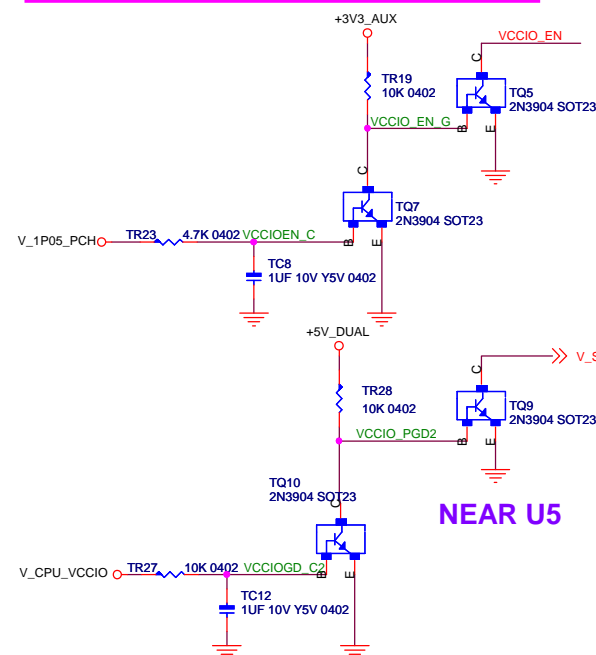 +3V3_AUX
VCCIO_EN
C
TR19
10K 0402
TQ5
2N3904 SOT23
VCCIO_EN_G
B
E
C
TQ7
2N3904 SOT23
V_1P05_PCH
TR23
4.7K 0402
VCCIOEN_C
B
E
TC8
1UF 10V Y5V 0402
+5V_DUAL
V_S
C
TR28
10K 0402
TQ9
2N3904 SOT23
VCCIO_PGD2
B
E
TQ10
2N3904 SOT23
C
NEAR U5
V_CPU_VCCIO
TR27
10K 0402
VCCIOGD_C2
B
E
TC12
1UF 10V Y5V 0402